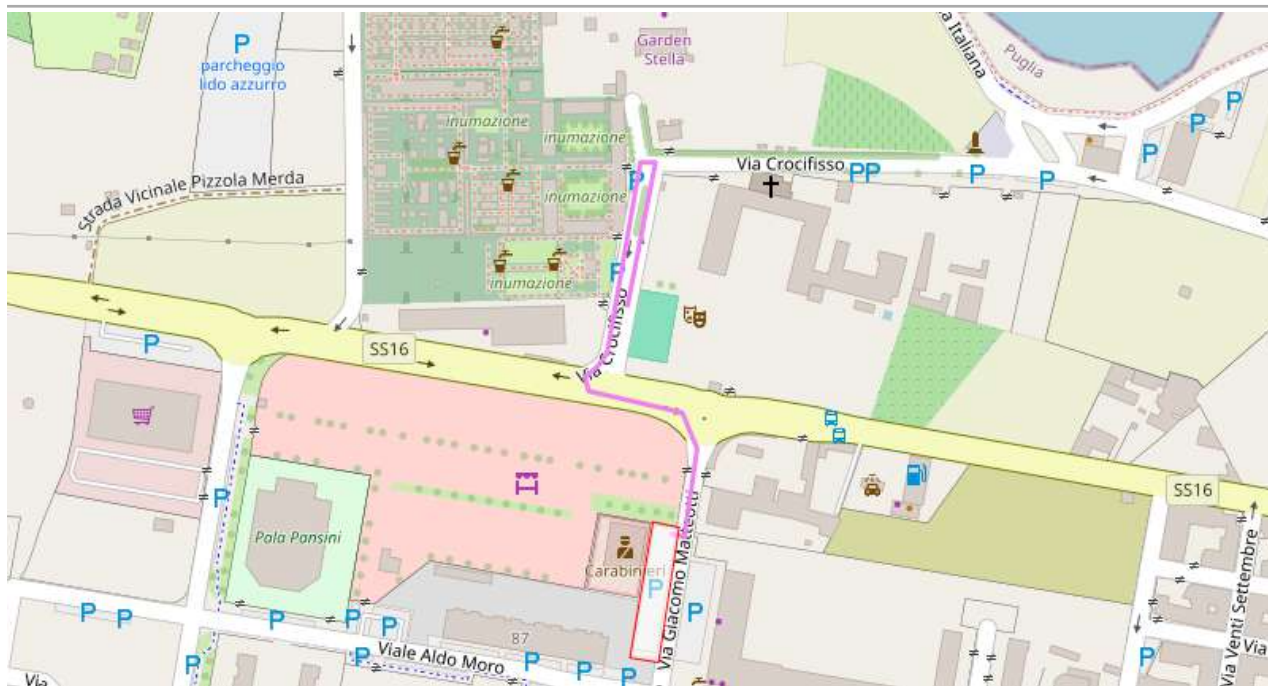 P
parcheggio
lido azzurro
Garden
Stella
a Italiana
Puglia
P
P
P
inumazione
inumazione
Via Crocifisso
PP
P
P
P
Strada Vicinale Pizzola Merda
inumazione
inumazione
P
Via Crocifisso
SS16
P
SS16
P
Pala Pansini
Carabinieri
P
P
Via Giacomo Matteotti
Via Venti Settembre
P
P
P
P
P
87
Viale Aldo Moro
P
P
P
P
P
P
Via
Via